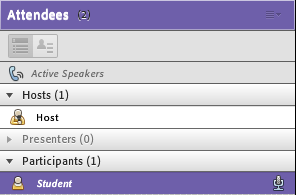 Attendees (2)
Active Speakers
Hosts (1)
Host
Presenters (0)
Participants (1)
Student